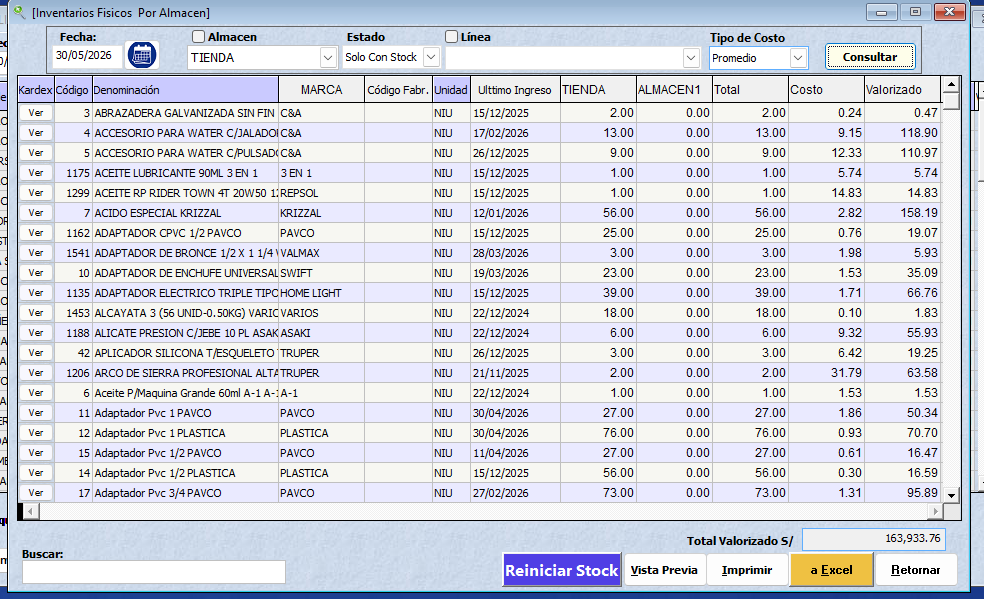 [Inventarios Fisicos Por Almacen]
Fecha: Almacen Estado Línea Tipo de Costo
30/05/2026 TIENDA Solo Con Stock Promedio Consultar
Kardex Código Denominación MARCA Código Fabr. Unidad Ulltimo Ingreso TIENDA ALMACEN1 Total Costo Valorizado
Ver 3 ABRAZADERA GALVANIZADA SIN FIN C&A NIU 15/12/2025 2.00 0.00 2.00 0.24 0.47
Ver 4 ACCESORIO PARA WATER C/JALADO C&A NIU 17/02/2026 13.00 0.00 13.00 9.15 118.90
Ver 5 ACCESORIO PARA WATER C/PULSAD C&A NIU 26/12/2025 9.00 0.00 9.00 12.33 110.97
Ver 1175 ACEITE LUBRICANTE 90ML 3 EN 1 3 EN 1 NIU 15/12/2025 1.00 0.00 1.00 5.74 5.74
Ver 1299 ACEITE RP RIDER TOWN 4T 20W50 1 REPSOL NIU 15/12/2025 1.00 0.00 1.00 14.83 14.83
Ver 7 ACIDO ESPECIAL KRIZZAL KRIZZAL NIU 12/01/2026 56.00 0.00 56.00 2.82 158.19
Ver 1162 ADAPTADOR CPVC 1/2 PAVCO PAVCO NIU 15/12/2025 25.00 0.00 25.00 0.76 19.07
Ver 1541 ADAPTADOR DE BRONCE 1/2 X 1 1/4 VALMAX NIU 28/03/2026 3.00 0.00 3.00 1.98 5.93
Ver 10 ADAPTADOR DE ENCHUFE UNIVERSAL SWIFT NIU 19/03/2026 23.00 0.00 23.00 1.53 35.09
Ver 1135 ADAPTADOR ELECTRICO TRIPLE TIPO HOME LIGHT NIU 15/12/2025 39.00 0.00 39.00 1.71 66.76
Ver 1453 ALCAYATA 3 (56 UNID-0.50KG) VARIO VARIOS NIU 22/12/2024 18.00 0.00 18.00 0.10 1.83
Ver 1188 ALICATE PRESION C/JEBE 10 PL ASAK ASAKI NIU 22/12/2024 6.00 0.00 6.00 9.32 55.93
Ver 42 APLICADOR SILICONA T/ESQUELETO TRUPER NIU 26/12/2025 3.00 0.00 3.00 6.42 19.25
Ver 1206 ARCO DE SIERRA PROFESIONAL ALTA TRUPER NIU 21/11/2025 2.00 0.00 2.00 31.79 63.58
Ver 6 Aceite P/Maquina Grande 60ml A-1 A- A-1 NIU 22/12/2024 1.00 0.00 1.00 1.53 1.53
Ver 11 Adaptador Pvc 1 PAVCO PAVCO NIU 30/04/2026 27.00 0.00 27.00 1.86 50.34
Ver 12 Adaptador Pvc 1 PLASTICA PLASTICA NIU 30/04/2026 76.00 0.00 76.00 0.93 70.70
Ver 15 Adaptador Pvc 1/2 PAVCO PAVCO NIU 11/04/2026 27.00 0.00 27.00 0.61 16.47
Ver 14 Adaptador Pvc 1/2 PLASTICA PLASTICA NIU 15/12/2025 56.00 0.00 56.00 0.30 16.59
Ver 17 Adaptador Pvc 3/4 PAVCO PAVCO NIU 27/02/2026 73.00 0.00 73.00 1.31 95.89
Total Valorizado S/ 163,933.76
Buscar:
Reiniciar Stock Vista Previa Imprimir a Excel Retornar